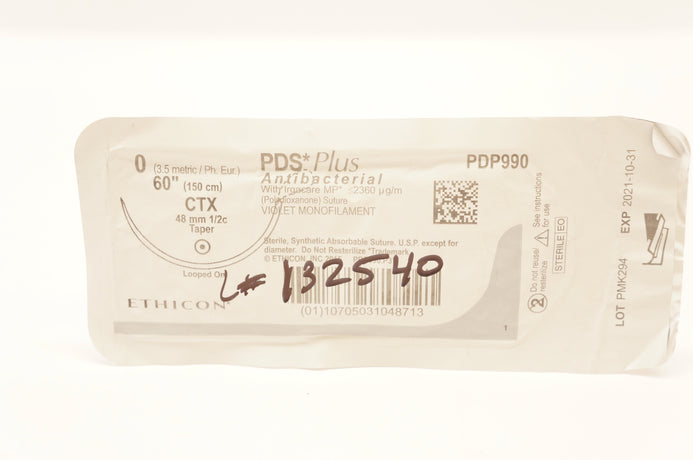 0 (3.5 metric / Ph. Eur.)
60" (150 cm)
CTX
48 mm 1/2c
Taper
Looped On
ETHICON
PDS* Plus
Antibacterial
With Irgacare MP* ≤2360 µg/m
(Polydioxanone) Suture
VIOLET MONOFILAMENT
Sterile, Synthetic Absorbable Suture. U.S.P. except for
diameter. Do Not Resterilize *Trademark
© ETHICON, INC
L# 132540
(01)10705031048713
PDP990
2 Do not reuse/
resterilize
See instructions
for use
STERILE EO
1
LOT PMK294 EXP 2021-10-31